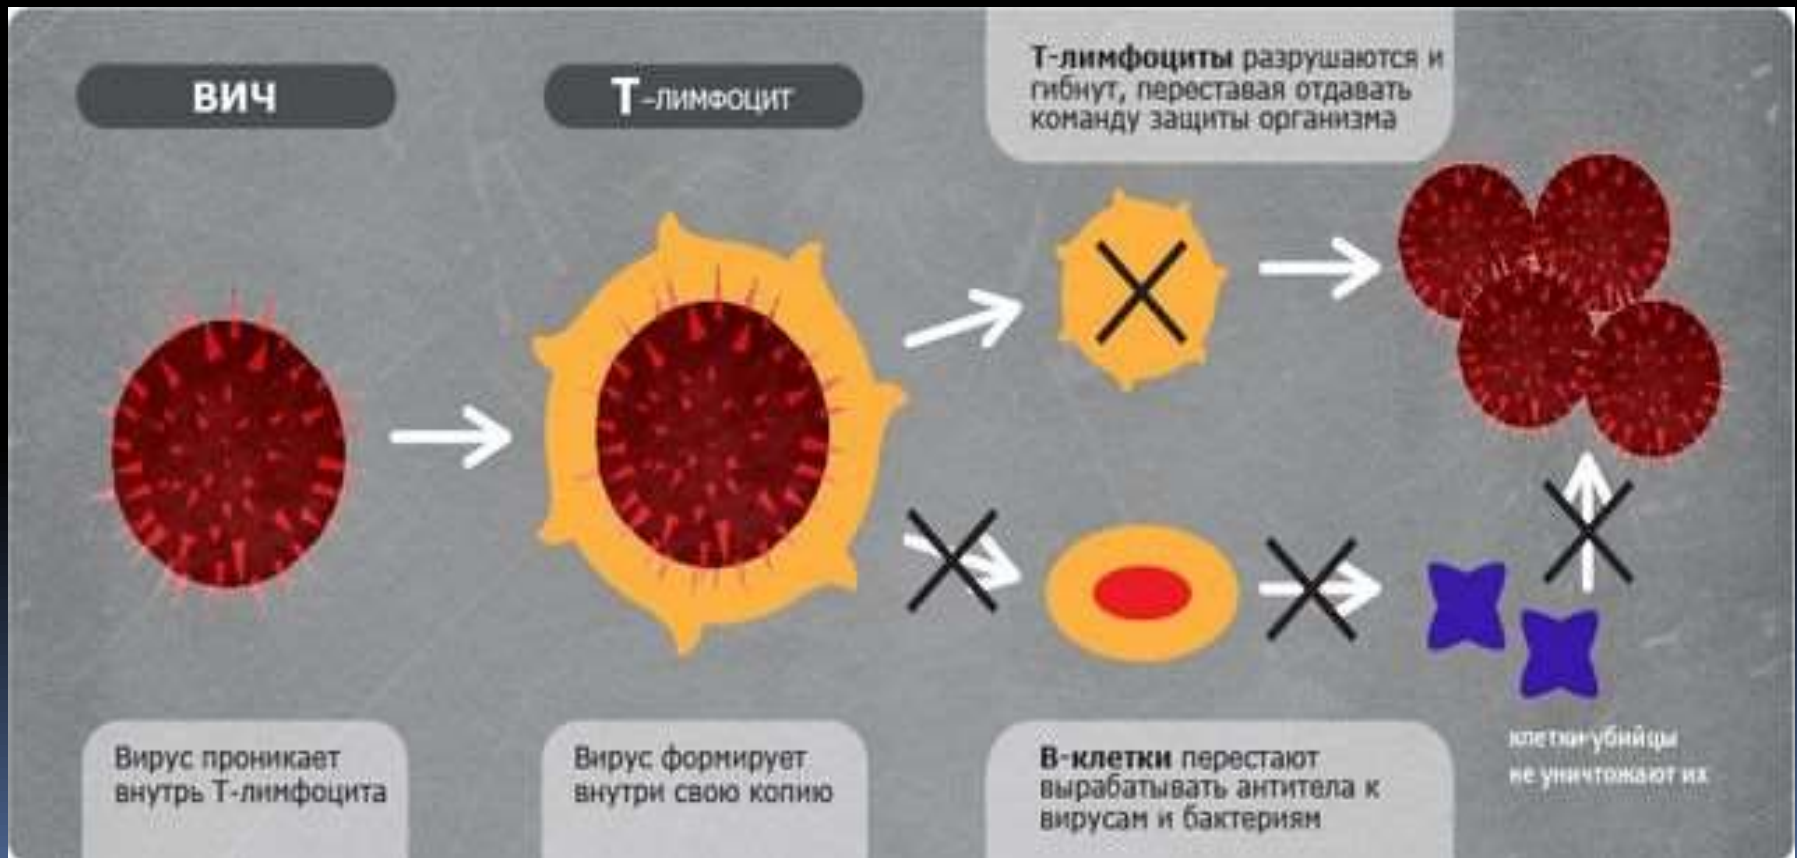 ВИЧ
Т-ЛИМФОЦИТ
Т-лимфоциты разрушаются и
гибнут, переставая отдавать
команду защиты организма
Вирус проникает
внутрь Т-лимфоцита
Вирус формирует
внутри свою копию
В-клетки перестают
вырабатывать антитела к
вирусам и бактериям
клетки-убийцы
не уничтожают их